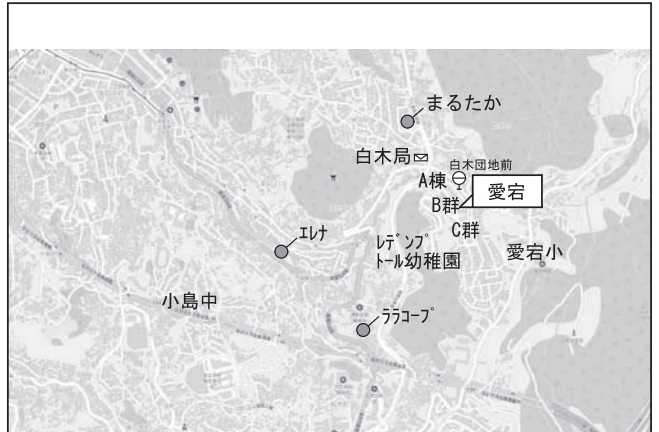 まるたか
白木局
白木団地前
A棟
愛宕
B群
C群
ｴﾚﾅ
ﾚﾃﾞﾝﾌﾟ
ﾄｰﾙ幼稚園
愛宕小
小島中
ﾗﾗｺｰﾌﾟ